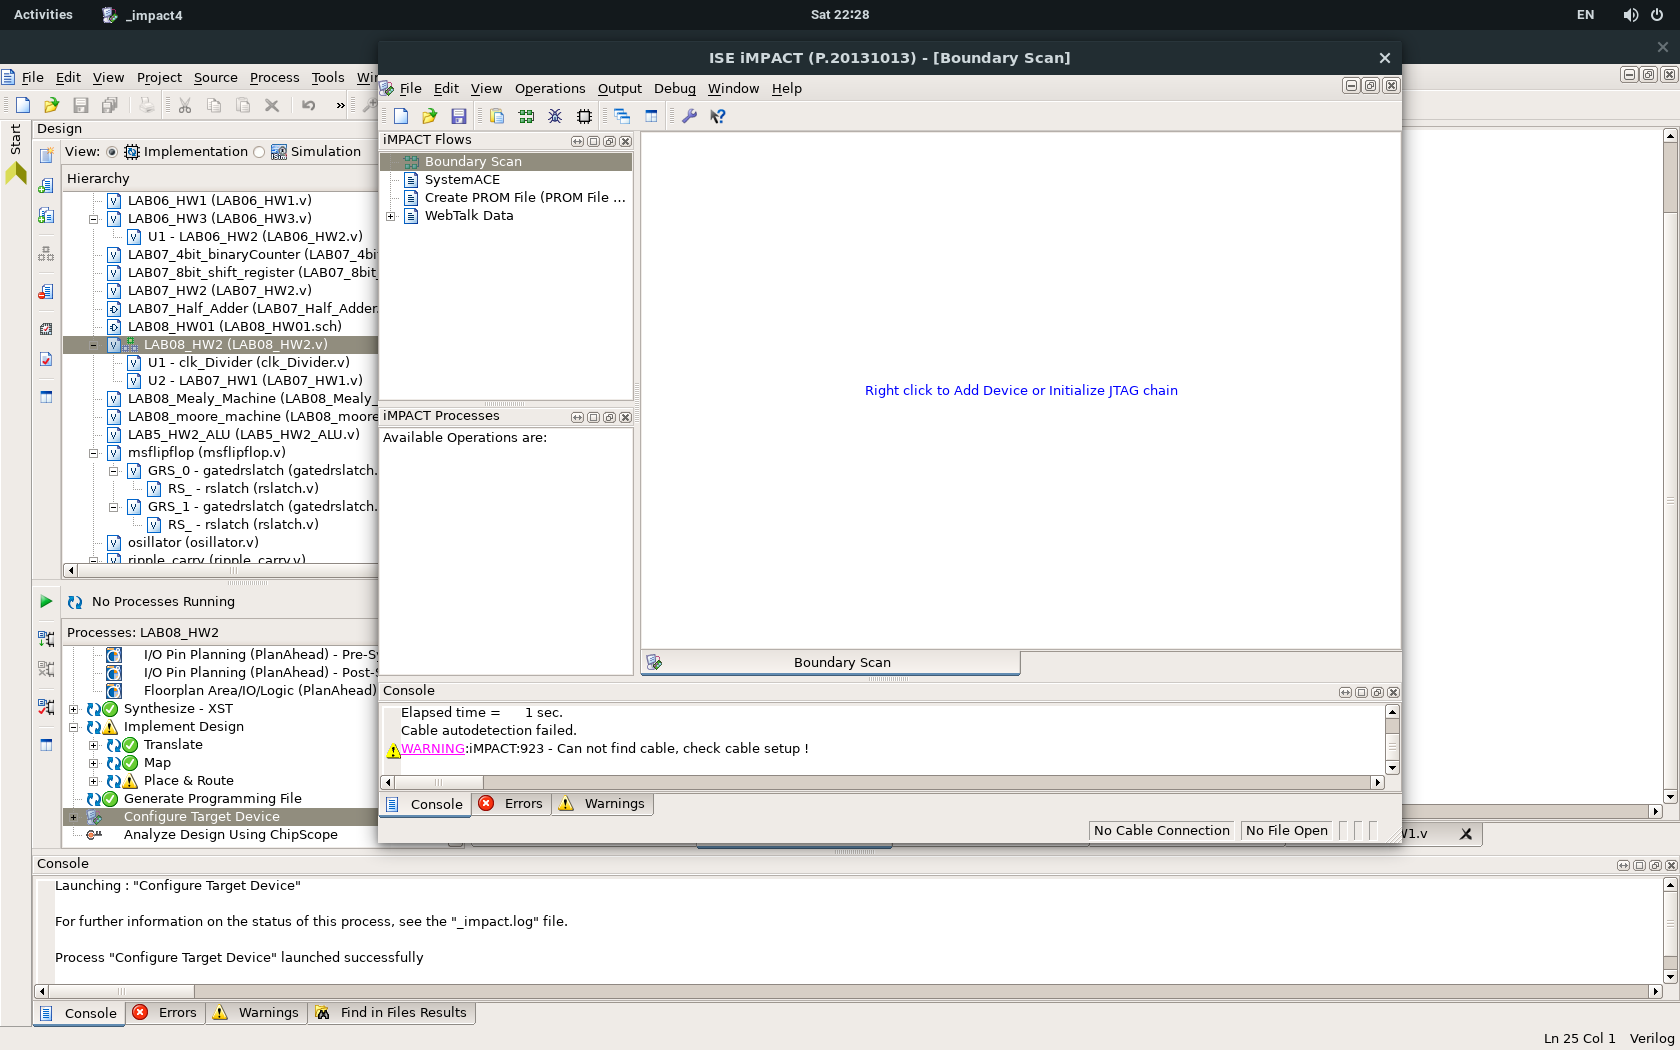 Activities
_impact4
Sat 22:28
EN
File Edit View Project Source Process Tools
Design
Start
View: Implementation Simulation
Hierarchy
LAB06_HW1 (LAB06_HW1.v)
LAB06_HW3 (LAB06_HW3.v)
U1 - LAB06_HW2 (LAB06_HW2.v)
LAB07_4bit_binaryCounter (LAB07_4bi
LAB07_8bit_shift_register (LAB07_8bit_
LAB07_HW2 (LAB07_HW2.v)
LAB07_Half_Adder (LAB07_Half_Adder.
LAB08_HW01 (LAB08_HW01.sch)
LAB08_HW2 (LAB08_HW2.v)
U1 - clk_Divider (clk_Divider.v)
U2 - LAB07_HW1 (LAB07_HW1.v)
LAB08_Mealy_Machine (LAB08_Mealy_
LAB08_moore_machine (LAB08_moore
LAB5_HW2_ALU (LAB5_HW2_ALU.v)
msflipflop (msflipflop.v)
GRS_0 - gatedrslatch (gatedrslatch.
RS_ - rslatch (rslatch.v)
GRS_1 - gatedrslatch (gatedrslatch.
RS_ - rslatch (rslatch.v)
osillator (osillator.v)
ripple_carry (ripple_carry.v)
No Processes Running
Processes: LAB08_HW2
I/O Pin Planning (PlanAhead) - Pre-Sy
I/O Pin Planning (PlanAhead) - Post-S
Floorplan Area/IO/Logic (PlanAhead)
Synthesize - XST
Implement Design
Translate
Map
Place & Route
Generate Programming File
Configure Target Device
Analyze Design Using ChipScope
ISE iMPACT (P.20131013) - [Boundary Scan]
File Edit View Operations Output Debug Window Help
iMPACT Flows
Boundary Scan
SystemACE
Create PROM File (PROM File ...
WebTalk Data
iMPACT Processes
Available Operations are:
Right click to Add Device or Initialize JTAG chain
Boundary Scan
Console
Elapsed time = 1 sec.
Cable autodetection failed.
WARNING:iMPACT:923 - Can not find cable, check cable setup !
Console Errors Warnings
No Cable Connection No File Open
W1.v
Console
Launching : "Configure Target Device"
For further information on the status of this process, see the "_impact.log" file.
Process "Configure Target Device" launched successfully
Console Errors Warnings Find in Files Results
Ln 25 Col 1 Verilog